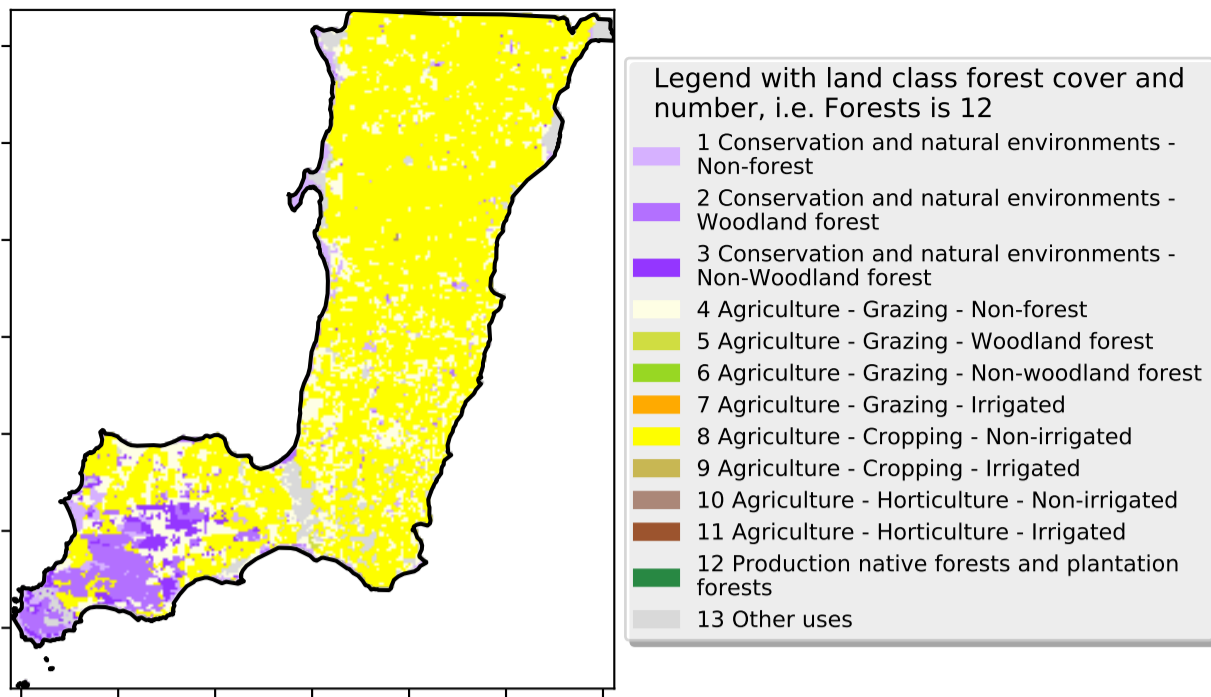 Legend with land class forest cover and
number, i.e. Forests is 12
1 Conservation and natural environments -
Non-forest
2 Conservation and natural environments -
Woodland forest
3 Conservation and natural environments -
Non-Woodland forest
4 Agriculture - Grazing - Non-forest
5 Agriculture - Grazing - Woodland forest
6 Agriculture - Grazing - Non-woodland forest
7 Agriculture - Grazing - Irrigated
8 Agriculture - Cropping - Non-irrigated
9 Agriculture - Cropping - Irrigated
10 Agriculture - Horticulture - Non-irrigated
11 Agriculture - Horticulture - Irrigated
12 Production native forests and plantation
forests
13 Other uses